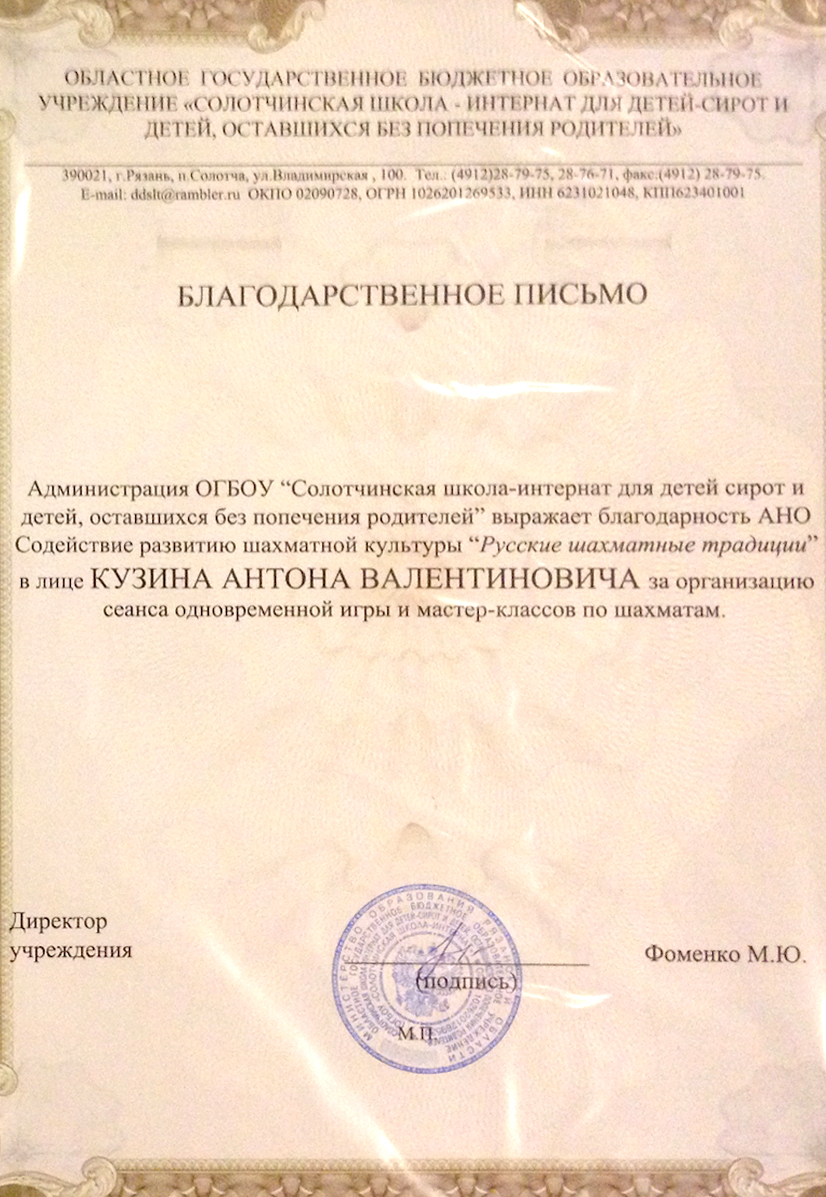 ОБЛАСТНОЕ ГОСУДАРСТВЕННОЕ БЮДЖЕТНОЕ ОБРАЗОВАТЕЛЬНОЕ
УЧРЕЖДЕНИЕ «СОЛОТЧИНСКАЯ ШКОЛА - ИНТЕРНАТ ДЛЯ ДЕТЕЙ-СИРОТ И
ДЕТЕЙ, ОСТАВШИХСЯ БЕЗ ПОПЕЧЕНИЯ РОДИТЕЛЕЙ»
390021, г.Рязань, п.Солотча, ул.Владимирская , 100. Тел.: (4912)28-79-75, 28-76-71, факс:(4912) 28-79-75.
E-mail: ddslt@rambler.ru ОКПО 02090728, ОГРН 1026201269533, ИНН 6231021048, КПП623401001
БЛАГОДАРСТВЕННОЕ ПИСЬМО
Администрация ОГБОУ “Солотчинская школа-интернат для детей сирот и
детей, оставшихся без попечения родителей” выражает благодарность АНО
Содействие развитию шахматной культуры “Русские шахматные традиции”
в лице КУЗИНА АНТОНА ВАЛЕНТИНОВИЧА за организацию
сеанса одновременной игры и мастер-классов по шахматам.
Директор
учреждения
(подпись)
Фоменко М.Ю.
М.П.
МИНИСТЕРСТВО ОБРАЗОВАНИЯ РЯЗАНСКОЙ ОБЛАСТИ